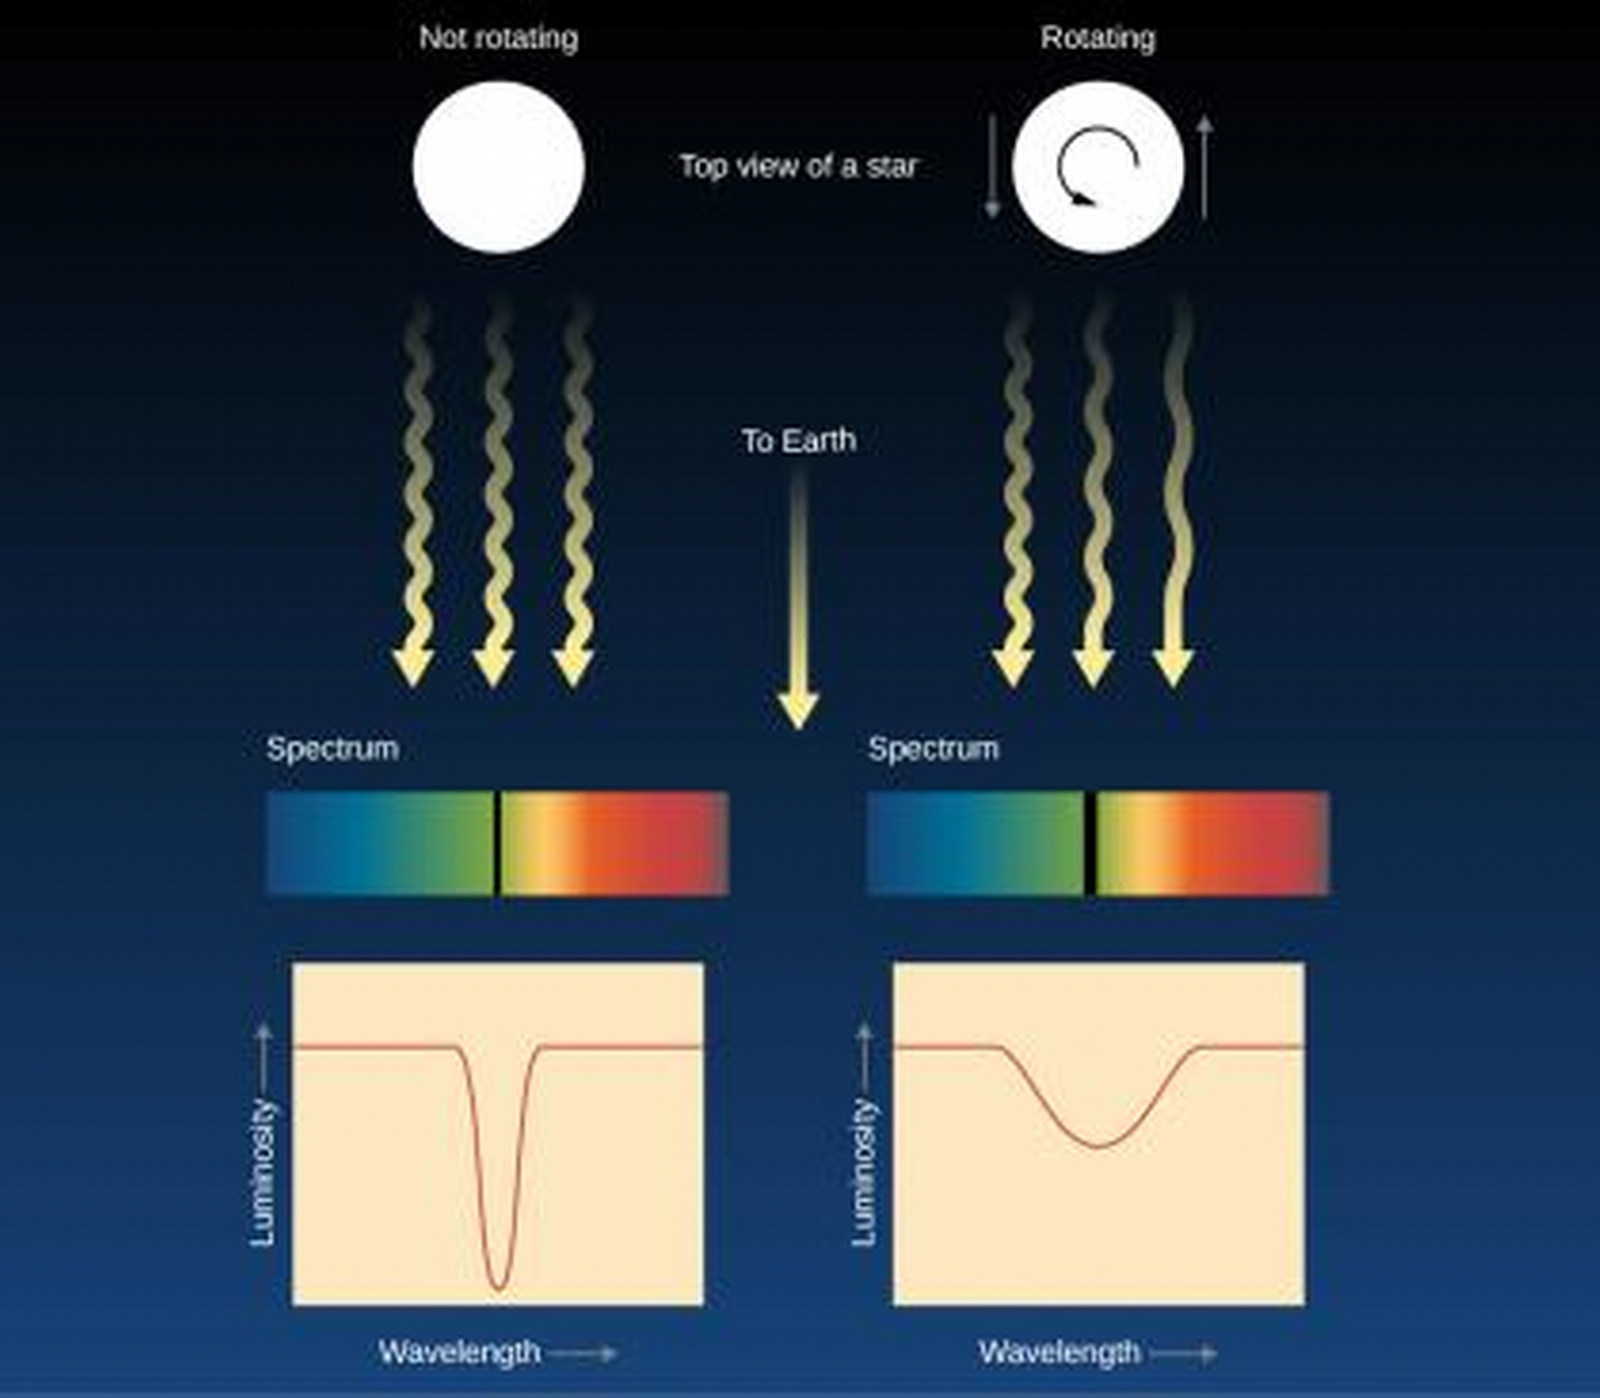 Not rotating
Rotating
Top view of a star
To Earth
Spectrum
Spectrum
Luminosity
Luminosity
Wavelength
Wavelength